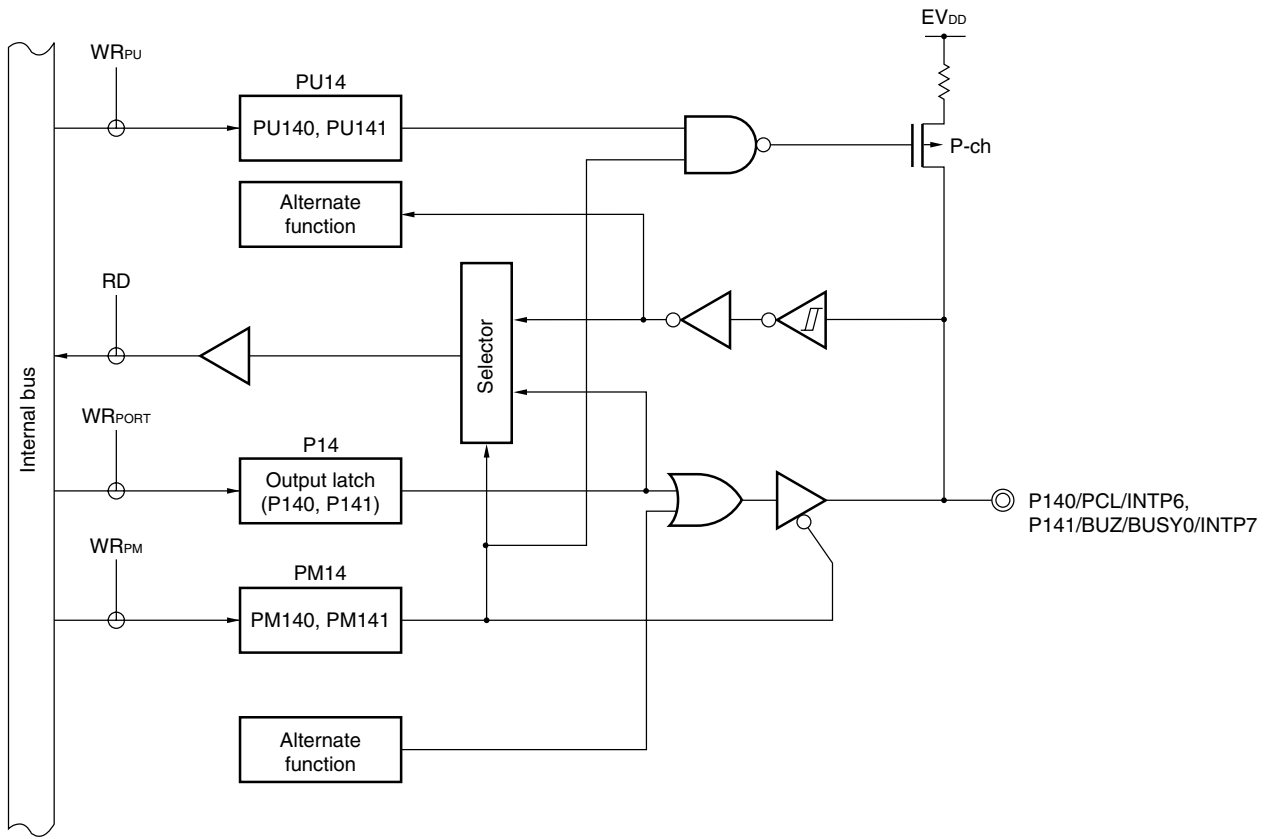 EVDD
WRPU
PU14
PU140, PU141
P-ch
Alternate
function
RD
Selector
Internal bus
WRPORT
P14
Output latch
(P140, P141)
P140/PCL/INTP6,
P141/BUZ/BUSY0/INTP7
WRPM
PM14
PM140, PM141
Alternate
function